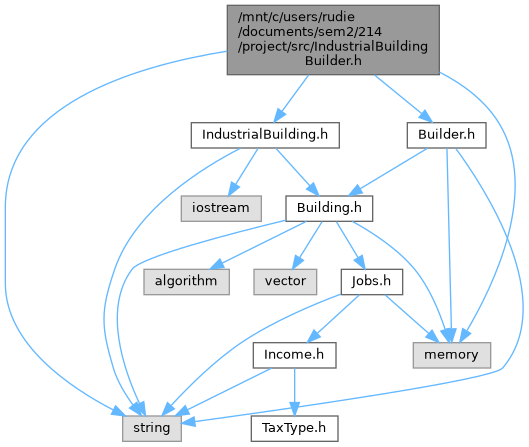 /mnt/c/users/rudie
/documents/sem2/214
/project/src/IndustrialBuilding
Builder.h
IndustrialBuilding.h
Builder.h
iostream
Building.h
algorithm
vector
Jobs.h
Income.h
memory
string
TaxType.h